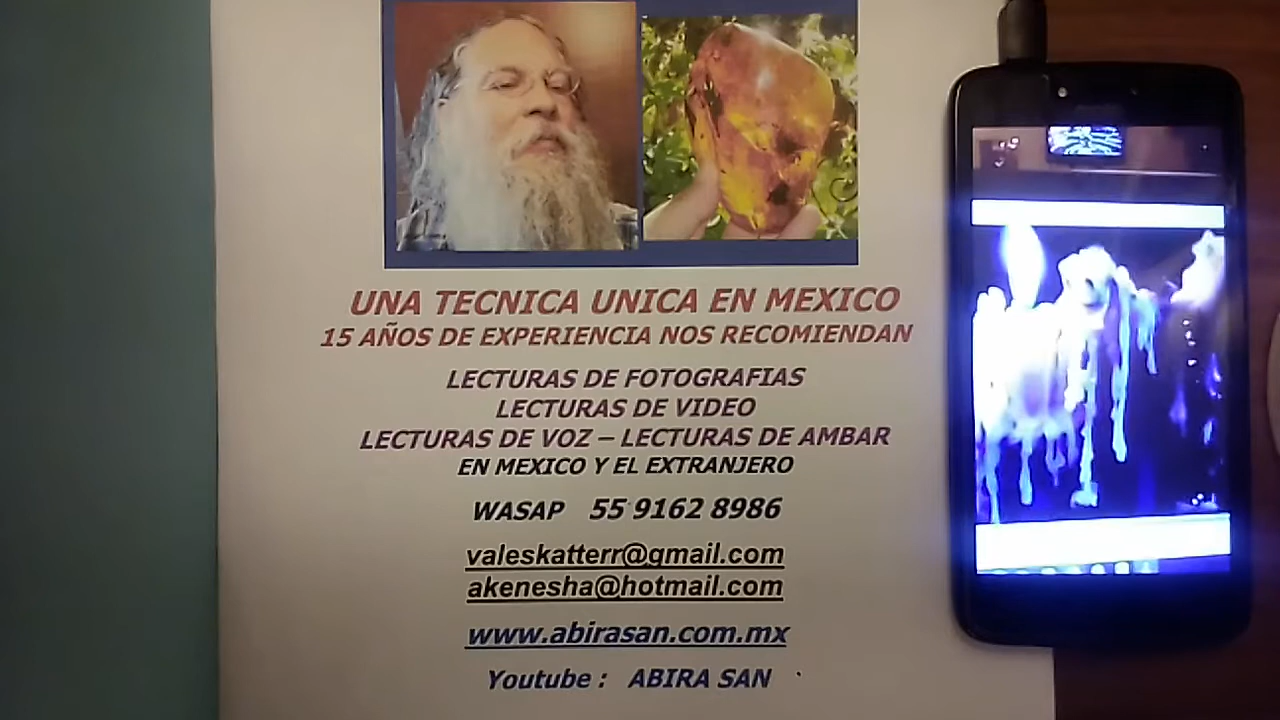 UNA TECNICA UNICA EN MEXICO
15 AÑOS DE EXPERIENCIA NOS RECOMIENDAN
LECTURAS DE FOTOGRAFIAS
LECTURAS DE VIDEO
LECTURAS DE VOZ – LECTURAS DE AMBAR
EN MEXICO Y EL EXTRANJERO
WASAP 55 9162 8986
valeskatterr@gmail.com
akenesha@hotmail.com
www.abirasan.com.mx
Youtube : ABIRA SAN